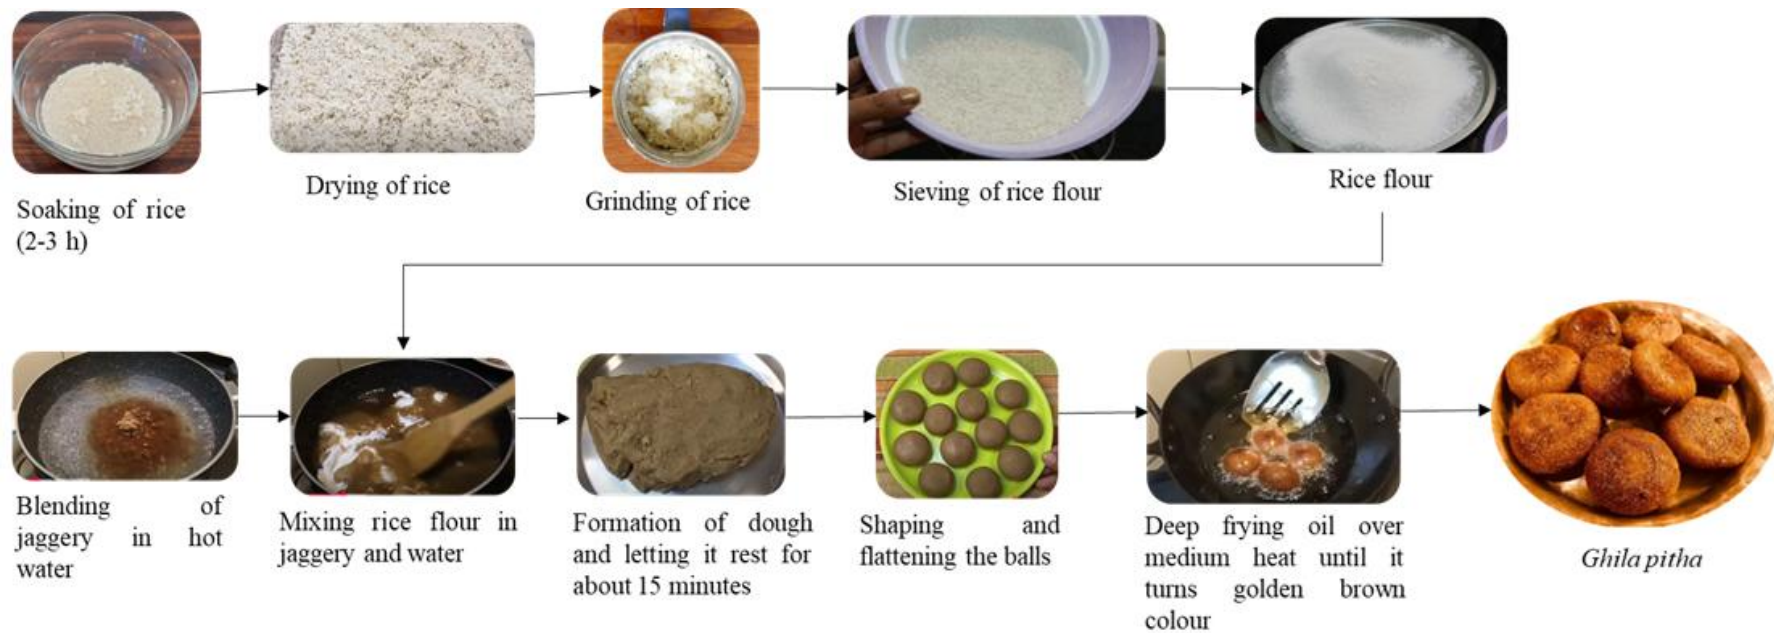 Soaking of rice
(2-3 h)
Drying of rice
Grinding of rice
Sieving of rice flour
Rice flour
Blending of
jaggery in hot
water
Mixing rice flour in
jaggery and water
Formation of dough
and letting it rest for
about 15 minutes
Shaping and
flattening the balls
Deep frying oil over
medium heat until it
turns golden brown
colour
Ghila pitha